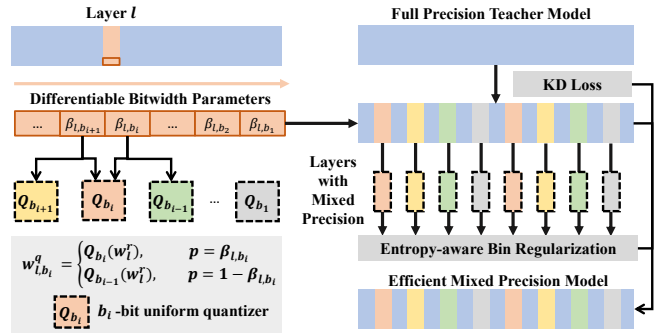 Layer l
Full Precision Teacher Model
KD Loss
Differentiable Bitwidth Parameters
... β_{l,b_{i+1}} β_{l,b_i} ... β_{l,b_2} β_{l,b_1}
Layers
with
Mixed
Precision
Q_{b_{i+1}} Q_{b_i} Q_{b_{i-1}} ... Q_{b_1}
Entropy-aware Bin Regularization
w^q_{l,b_i} = { Q_{b_i}(w^r_l), p = β_{l,b_i}
Q_{b_{i-1}}(w^r_l), p = 1 − β_{l,b_i}
Q_{b_i} b_i -bit uniform quantizer
Efficient Mixed Precision Model